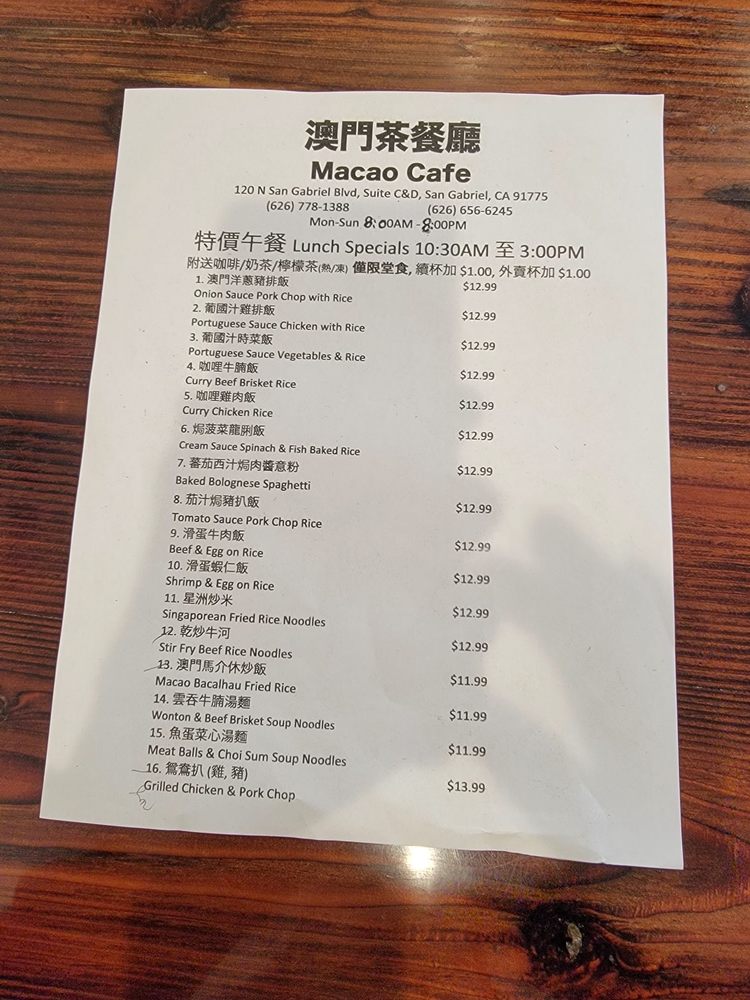 澳門茶餐廳
Macao Cafe
120 N San Gabriel Blvd, Suite C&D, San Gabriel, CA 91775
(626) 778-1388 (626) 656-6245
Mon-Sun 8:00AM - 8:00PM
特價午餐 Lunch Specials 10:30AM 至 3:00PM
附送咖啡/奶茶/檸檬茶(熱/凍) 僅限堂食, 續杯加 $1.00, 外賣杯加 $1.00
1. 澳門洋蔥豬排飯 $12.99
Onion Sauce Pork Chop with Rice
2. 葡國汁雞排飯 $12.99
Portuguese Sauce Chicken with Rice
3. 葡國汁時菜飯 $12.99
Portuguese Sauce Vegetables & Rice
4. 咖哩牛腩飯 $12.99
Curry Beef Brisket Rice
5. 咖哩雞肉飯 $12.99
Curry Chicken Rice
6. 焗菠菜龍脷飯 $12.99
Cream Sauce Spinach & Fish Baked Rice
7. 蕃茄西汁焗肉醬意粉 $12.99
Baked Bolognese Spaghetti
8. 茄汁焗豬扒飯 $12.99
Tomato Sauce Pork Chop Rice
9. 滑蛋牛肉飯 $12.99
Beef & Egg on Rice
10. 滑蛋蝦仁飯 $12.99
Shrimp & Egg on Rice
11. 星洲炒米 $12.99
Singaporean Fried Rice Noodles
12. 乾炒牛河 $12.99
Stir Fry Beef Rice Noodles
13. 澳門馬介休炒飯 $11.99
Macao Bacalhau Fried Rice
14. 雲吞牛腩湯麵 $11.99
Wonton & Beef Brisket Soup Noodles
15. 魚蛋菜心湯麵 $11.99
Meat Balls & Choi Sum Soup Noodles
16. 鴛鴦扒 (雞, 豬) $13.99
Grilled Chicken & Pork Chop